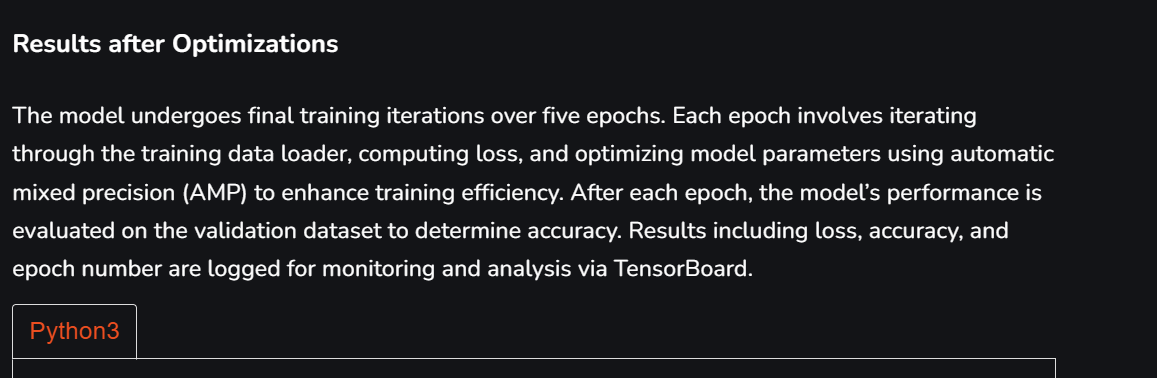 Results after Optimizations
The model undergoes final training iterations over five epochs. Each epoch involves iterating
through the training data loader, computing loss, and optimizing model parameters using automatic
mixed precision (AMP) to enhance training efficiency. After each epoch, the model’s performance is
evaluated on the validation dataset to determine accuracy. Results including loss, accuracy, and
epoch number are logged for monitoring and analysis via TensorBoard.
Python3